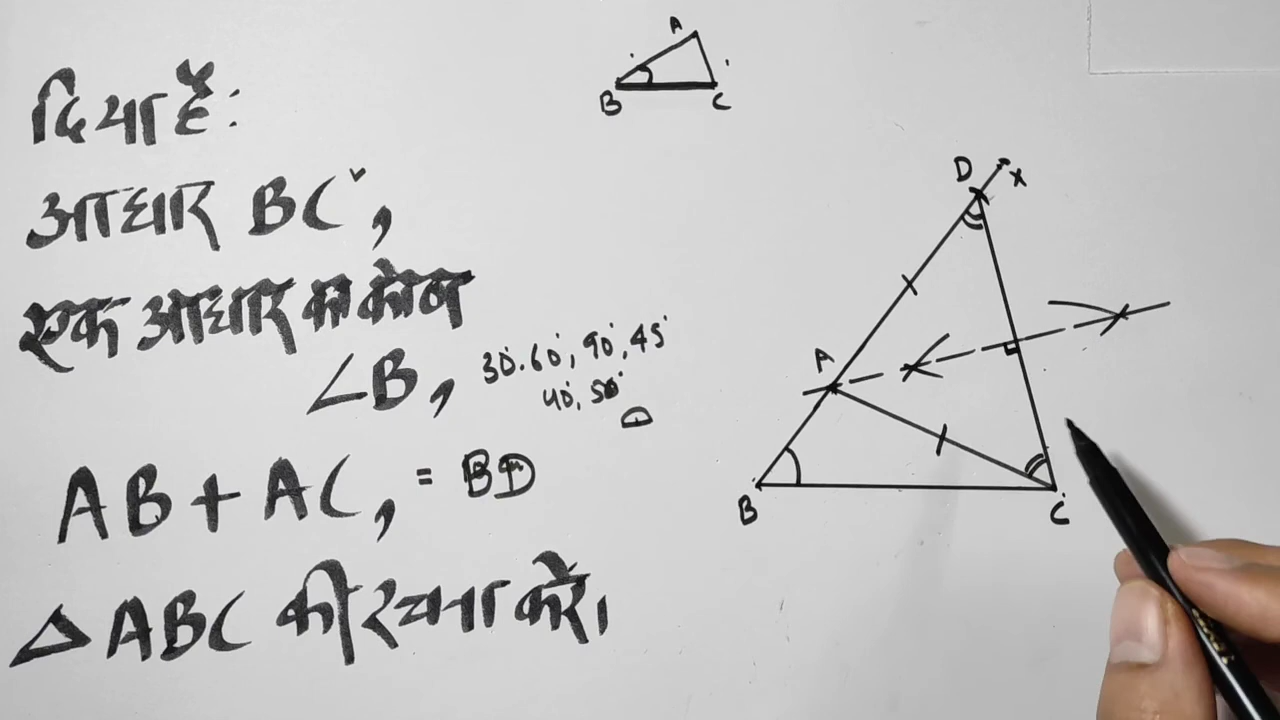 दिया है:
आधार BC,
एक आधार का कोण
∠B, 30°. 60°, 90°, 45°
40°, 50°
AB + AC, = BD
△ABC की रचना करें।
A
B
C
D
X
A
B
C